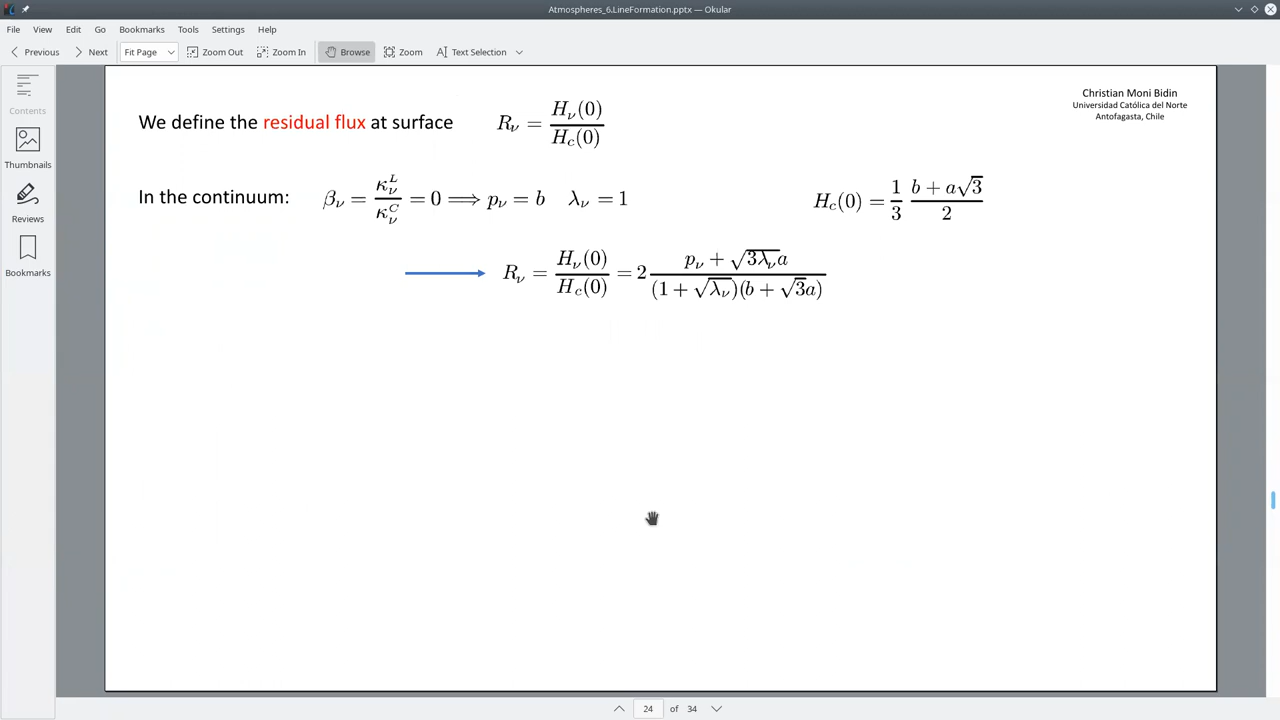 Atmospheres_6.LineFormation.pptx — Okular
File View Edit Go Bookmarks Tools Settings Help
Previous Next Fit Page Zoom Out Zoom In Browse Zoom Text Selection
Contents
Thumbnails
Reviews
Bookmarks
Christian Moni Bidin
Universidad Católica del Norte
Antofagasta, Chile
We define the residual flux at surface R_ν = H_ν(0) / H_c(0)
In the continuum: β_ν = κ_ν^L / κ_ν^C = 0 ⟹ p_ν = b λ_ν = 1 H_c(0) = 1/3 (b + a√3) / 2
R_ν = H_ν(0) / H_c(0) = 2 (p_ν + √(3λ_ν)a) / ((1 + √λ_ν)(b + √3a))
24 of 34